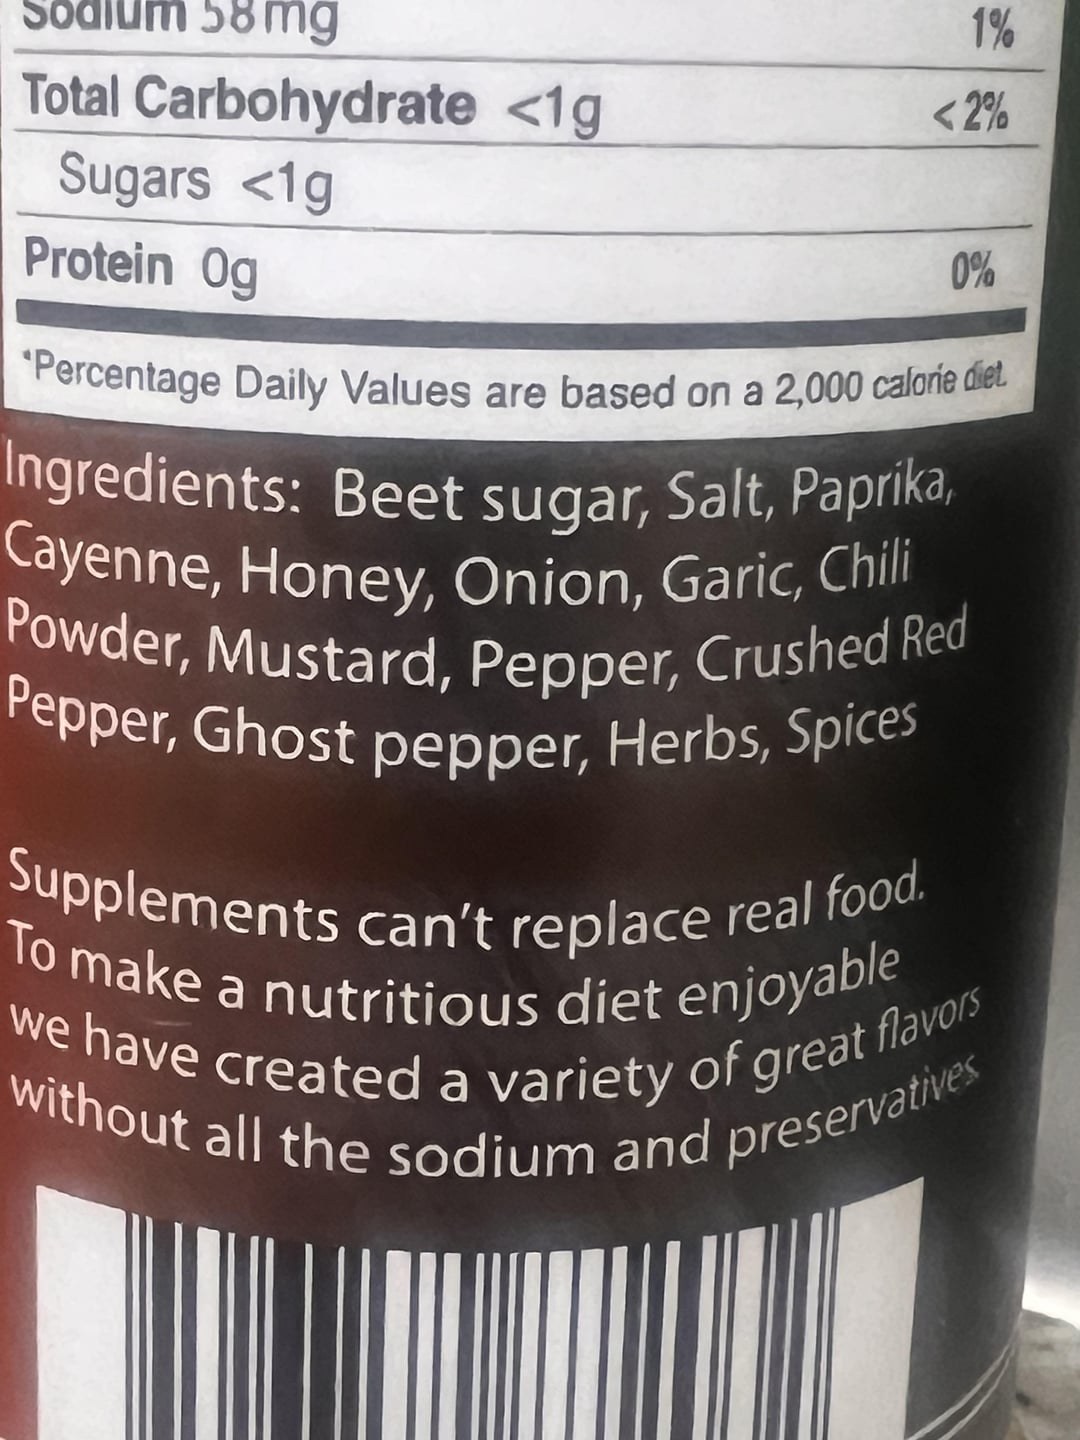 Sodium 58mg 1%
Total Carbohydrate <1g <2%
Sugars <1g
Protein 0g 0%
*Percentage Daily Values are based on a 2,000 calorie diet.
Ingredients: Beet sugar, Salt, Paprika,
Cayenne, Honey, Onion, Garic, Chili
Powder, Mustard, Pepper, Crushed Red
Pepper, Ghost pepper, Herbs, Spices
Supplements can't replace real food.
To make a nutritious diet enjoyable
we have created a variety of great flavors
without all the sodium and preservatives